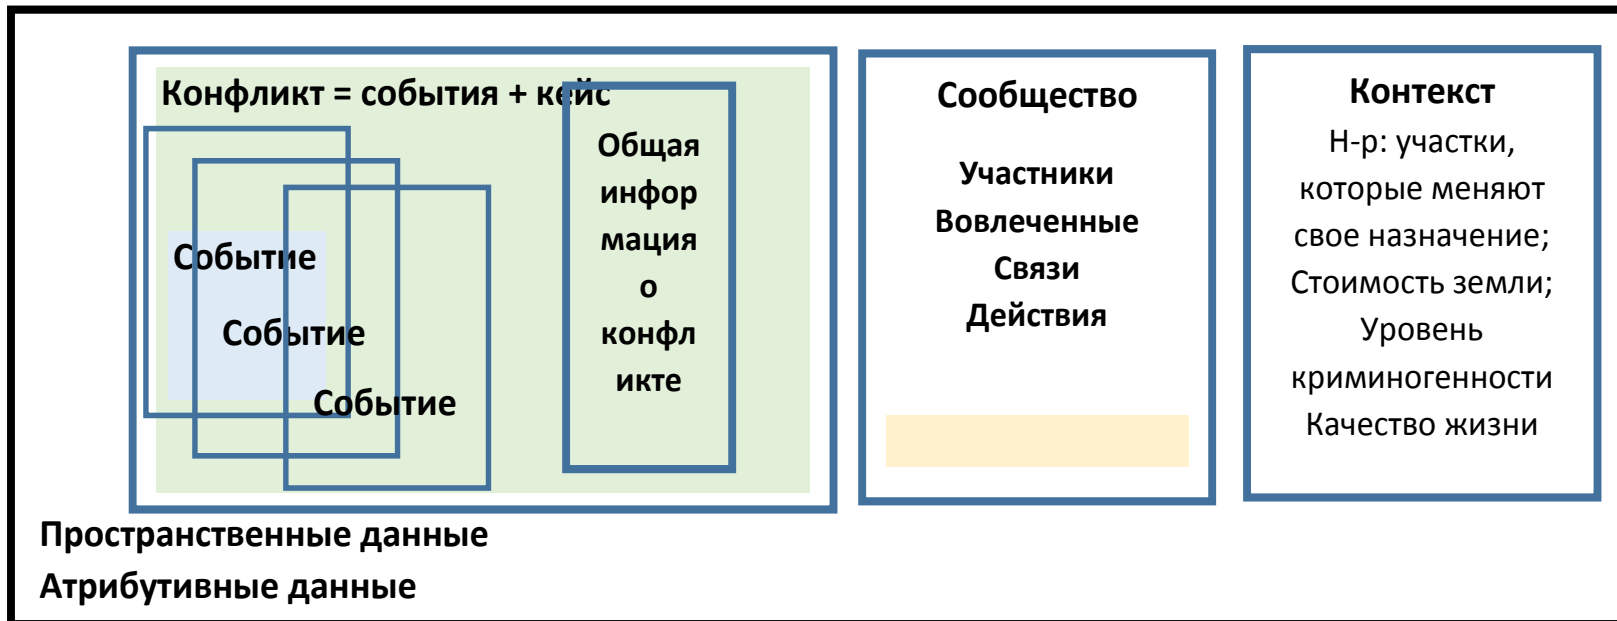 Конфликт = события + кейс
Событие
Событие
Событие
Общая
инфор
мация
о
конфл
икте
Сообщество
Участники
Вовлеченные
Связи
Действия
Контекст
Н-р: участки,
которые меняют
свое назначение;
Стоимость земли;
Уровень
криминогенности
Качество жизни
Пространственные данные
Атрибутивные данные